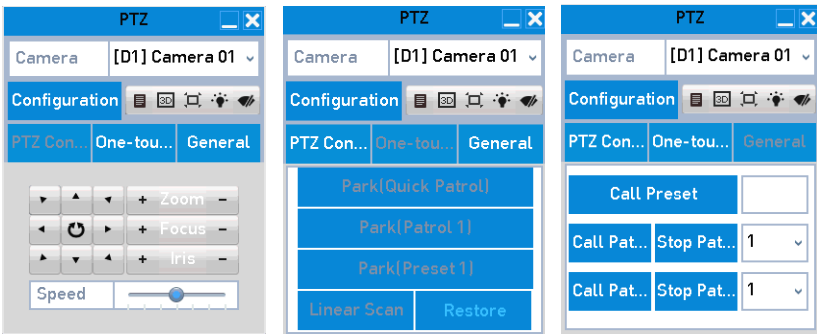 PTZ
Camera [D1] Camera 01
Configuration 3D
PTZ Con... One-tou... General
+ Zoom -
+ Focus -
+ Iris -
Speed
PTZ
Camera [D1] Camera 01
Configuration 3D
PTZ Con... One-tou... General
Park(Quick Patrol)
Park(Patrol 1)
Park(Preset 1)
Linear Scan Restore
PTZ
Camera [D1] Camera 01
Configuration 3D
PTZ Con... One-tou... General
Call Preset
Call Pat... Stop Pat... 1
Call Pat... Stop Pat... 1